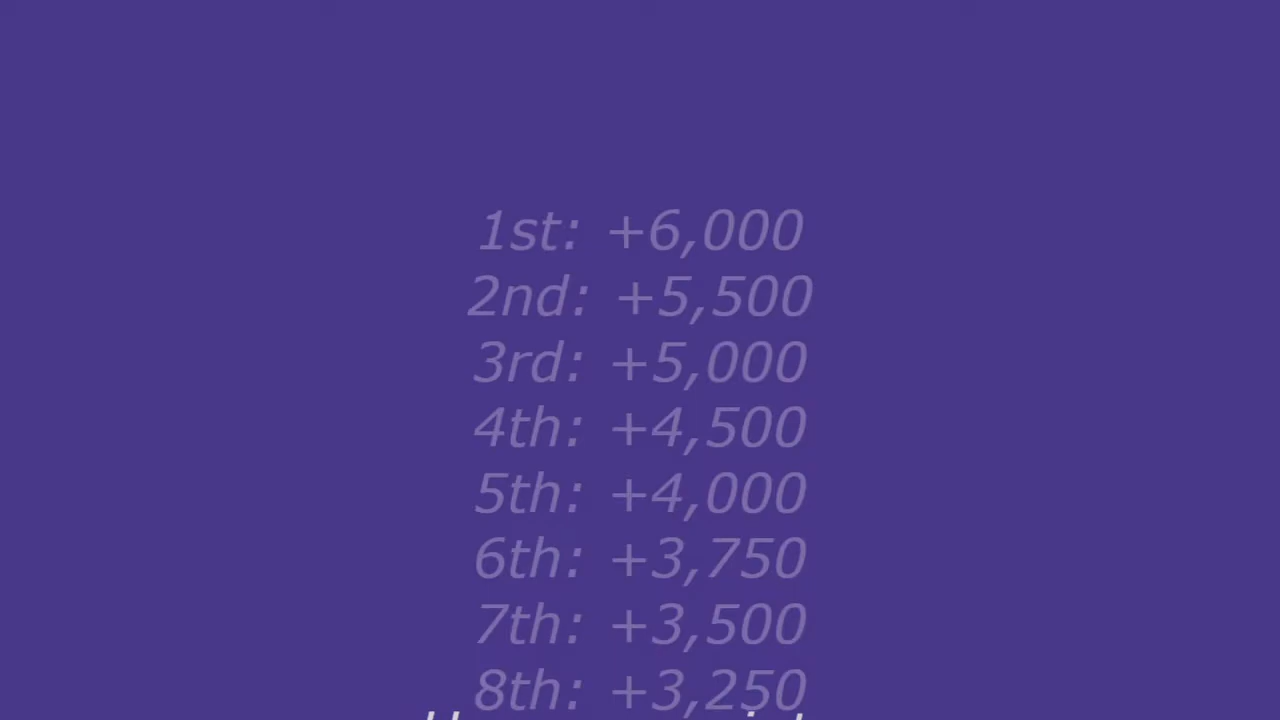 1st: +6,000
2nd: +5,500
3rd: +5,000
4th: +4,500
5th: +4,000
6th: +3,750
7th: +3,500
8th: +3,250